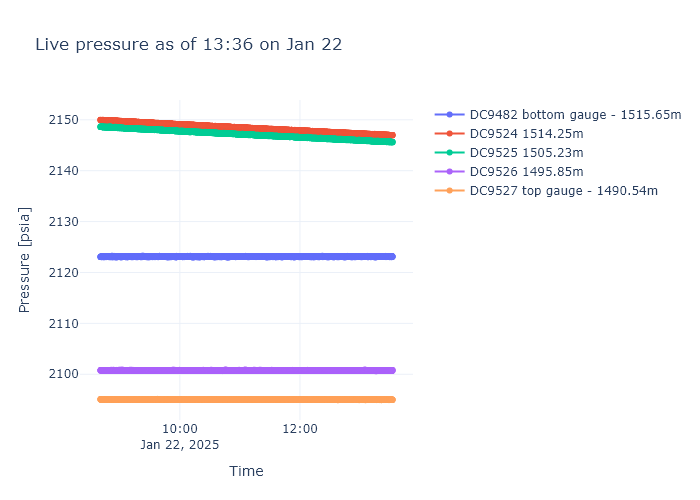 Live pressure as of 13:36 on Jan 22
2150
2140
2130
2120
2110
2100
Pressure [psia]
10:00
Jan 22, 2025
12:00
Time
DC9482 bottom gauge - 1515.65m
DC9524 1514.25m
DC9525 1505.23m
DC9526 1495.85m
DC9527 top gauge - 1490.54m